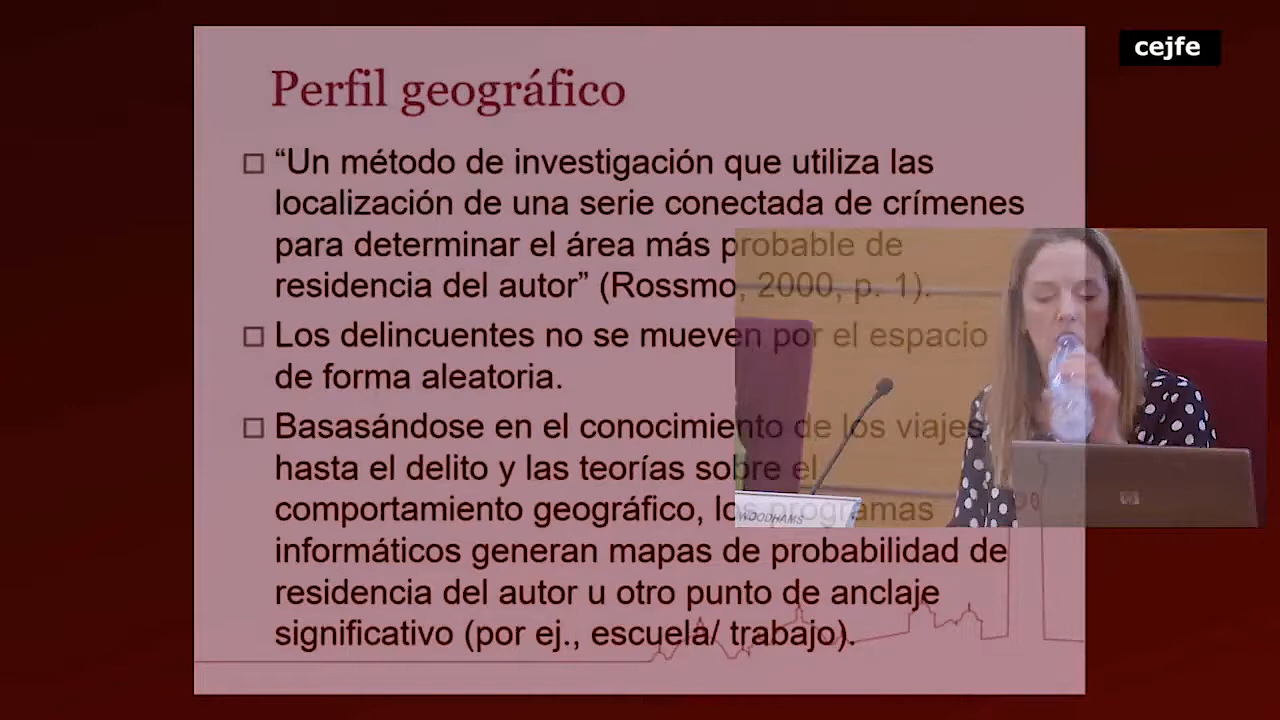 cejfe
Perfil geográfico
“Un método de investigación que utiliza las
localización de una serie conectada de crímenes
para determinar el área más probable de
residencia del autor” (Rossmo, 2000, p. 1).
Los delincuentes no se mueven por el espacio
de forma aleatoria.
Basasándose en el conocimiento de los viajes
hasta el delito y las teorías sobre el
comportamiento geográfico, los programas
informáticos generan mapas de probabilidad de
residencia del autor u otro punto de anclaje
significativo (por ej., escuela/ trabajo).
WOODHAMS
hp